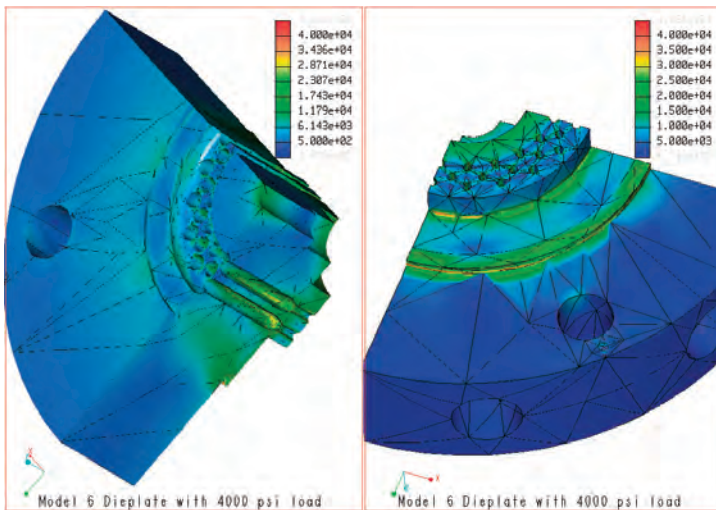 4.000e+04
3.436e+04
2.871e+04
2.307e+04
1.743e+04
1.179e+04
6.143e+03
5.000e+02
Model 6 Dieplate with 4000 psi load
4.000e+04
3.500e+04
3.000e+04
2.500e+04
2.000e+04
1.500e+04
1.000e+04
5.000e+03
Model 6 Dieplate with 4000 psi load